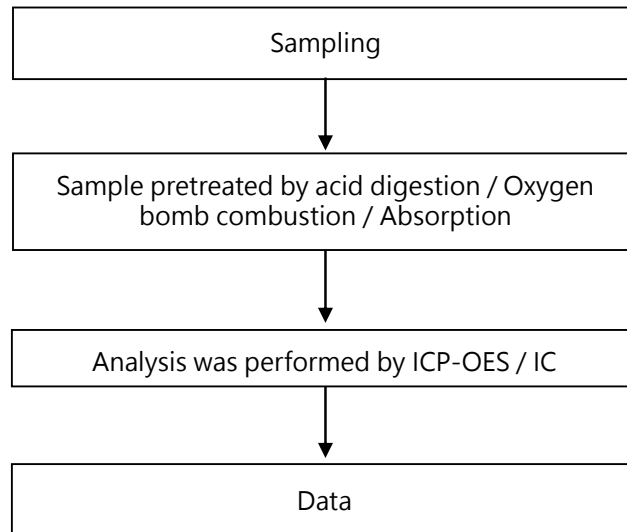 Sampling
Sample pretreated by acid digestion / Oxygen
bomb combustion / Absorption
Analysis was performed by ICP-OES / IC
Data